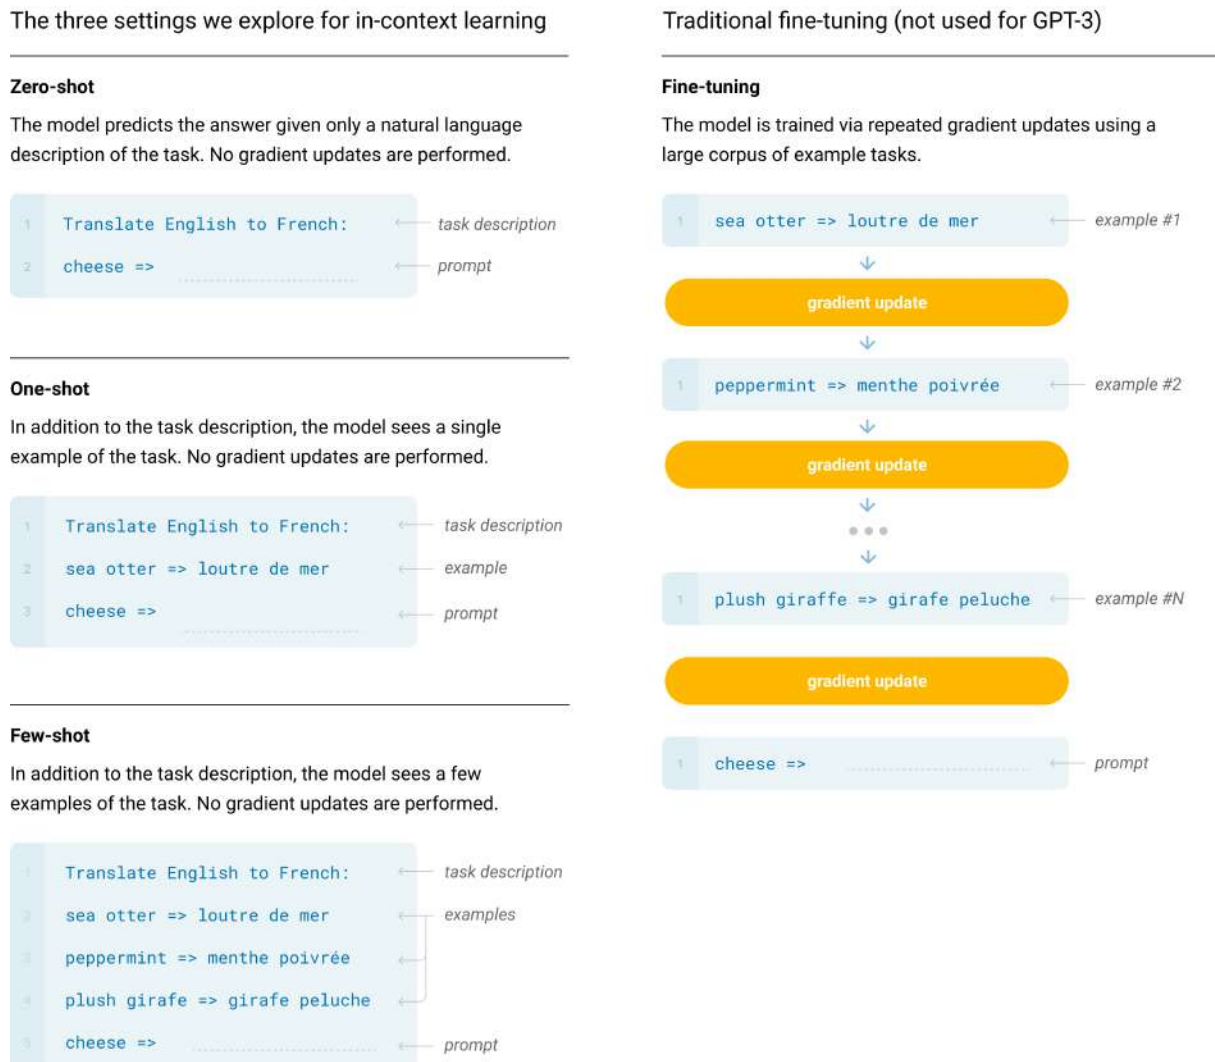 The three settings we explore for in-context learning
Zero-shot
The model predicts the answer given only a natural language
description of the task. No gradient updates are performed.
1 Translate English to French: task description
2 cheese => prompt
One-shot
In addition to the task description, the model sees a single
example of the task. No gradient updates are performed.
1 Translate English to French: task description
2 sea otter => loutre de mer example
3 cheese => prompt
Few-shot
In addition to the task description, the model sees a few
examples of the task. No gradient updates are performed.
1 Translate English to French: task description
2 sea otter => loutre de mer examples
3 peppermint => menthe poivrée
4 plush girafe => girafe peluche
5 cheese => prompt
Traditional fine-tuning (not used for GPT-3)
Fine-tuning
The model is trained via repeated gradient updates using a
large corpus of example tasks.
1 sea otter => loutre de mer example #1
gradient update
1 peppermint => menthe poivrée example #2
gradient update
1 plush giraffe => girafe peluche example #N
gradient update
1 cheese => prompt